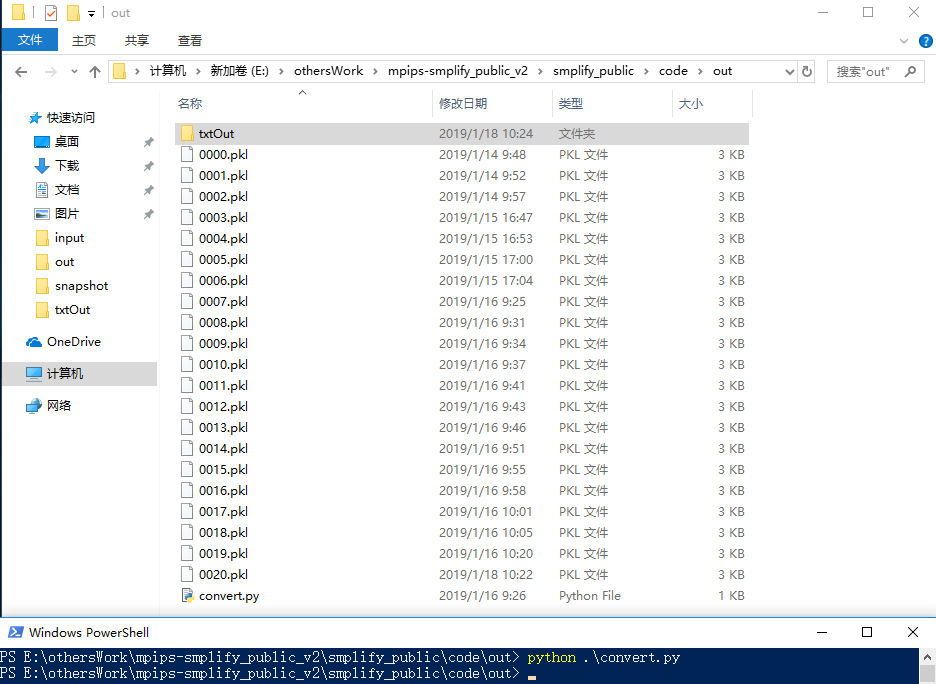 out
文件 主页 共享 查看
计算机 新加卷 (E:) othersWork mpips-smplify_public_v2 smplify_public code out 搜索"out"
名称 修改日期 类型 大小
快速访问
桌面
下载
文档
图片
input
out
snapshot
txtOut
OneDrive
计算机
网络
txtOut 2019/1/18 10:24 文件夹
0000.pkl 2019/1/14 9:48 PKL 文件 3 KB
0001.pkl 2019/1/14 9:52 PKL 文件 3 KB
0002.pkl 2019/1/14 9:57 PKL 文件 3 KB
0003.pkl 2019/1/15 16:47 PKL 文件 3 KB
0004.pkl 2019/1/15 16:53 PKL 文件 3 KB
0005.pkl 2019/1/15 17:00 PKL 文件 3 KB
0006.pkl 2019/1/15 17:04 PKL 文件 3 KB
0007.pkl 2019/1/16 9:25 PKL 文件 3 KB
0008.pkl 2019/1/16 9:31 PKL 文件 3 KB
0009.pkl 2019/1/16 9:34 PKL 文件 3 KB
0010.pkl 2019/1/16 9:37 PKL 文件 3 KB
0011.pkl 2019/1/16 9:41 PKL 文件 3 KB
0012.pkl 2019/1/16 9:43 PKL 文件 3 KB
0013.pkl 2019/1/16 9:46 PKL 文件 3 KB
0014.pkl 2019/1/16 9:51 PKL 文件 3 KB
0015.pkl 2019/1/16 9:55 PKL 文件 3 KB
0016.pkl 2019/1/16 9:58 PKL 文件 3 KB
0017.pkl 2019/1/16 10:01 PKL 文件 3 KB
0018.pkl 2019/1/16 10:05 PKL 文件 3 KB
0019.pkl 2019/1/16 10:20 PKL 文件 3 KB
0020.pkl 2019/1/18 10:22 PKL 文件 3 KB
convert.py 2019/1/16 9:26 Python File 1 KB
Windows PowerShell
PS E:\othersWork\mpips-smplify_public_v2\smplify_public\code\out> python .\convert.py
PS E:\othersWork\mpips-smplify_public_v2\smplify_public\code\out>